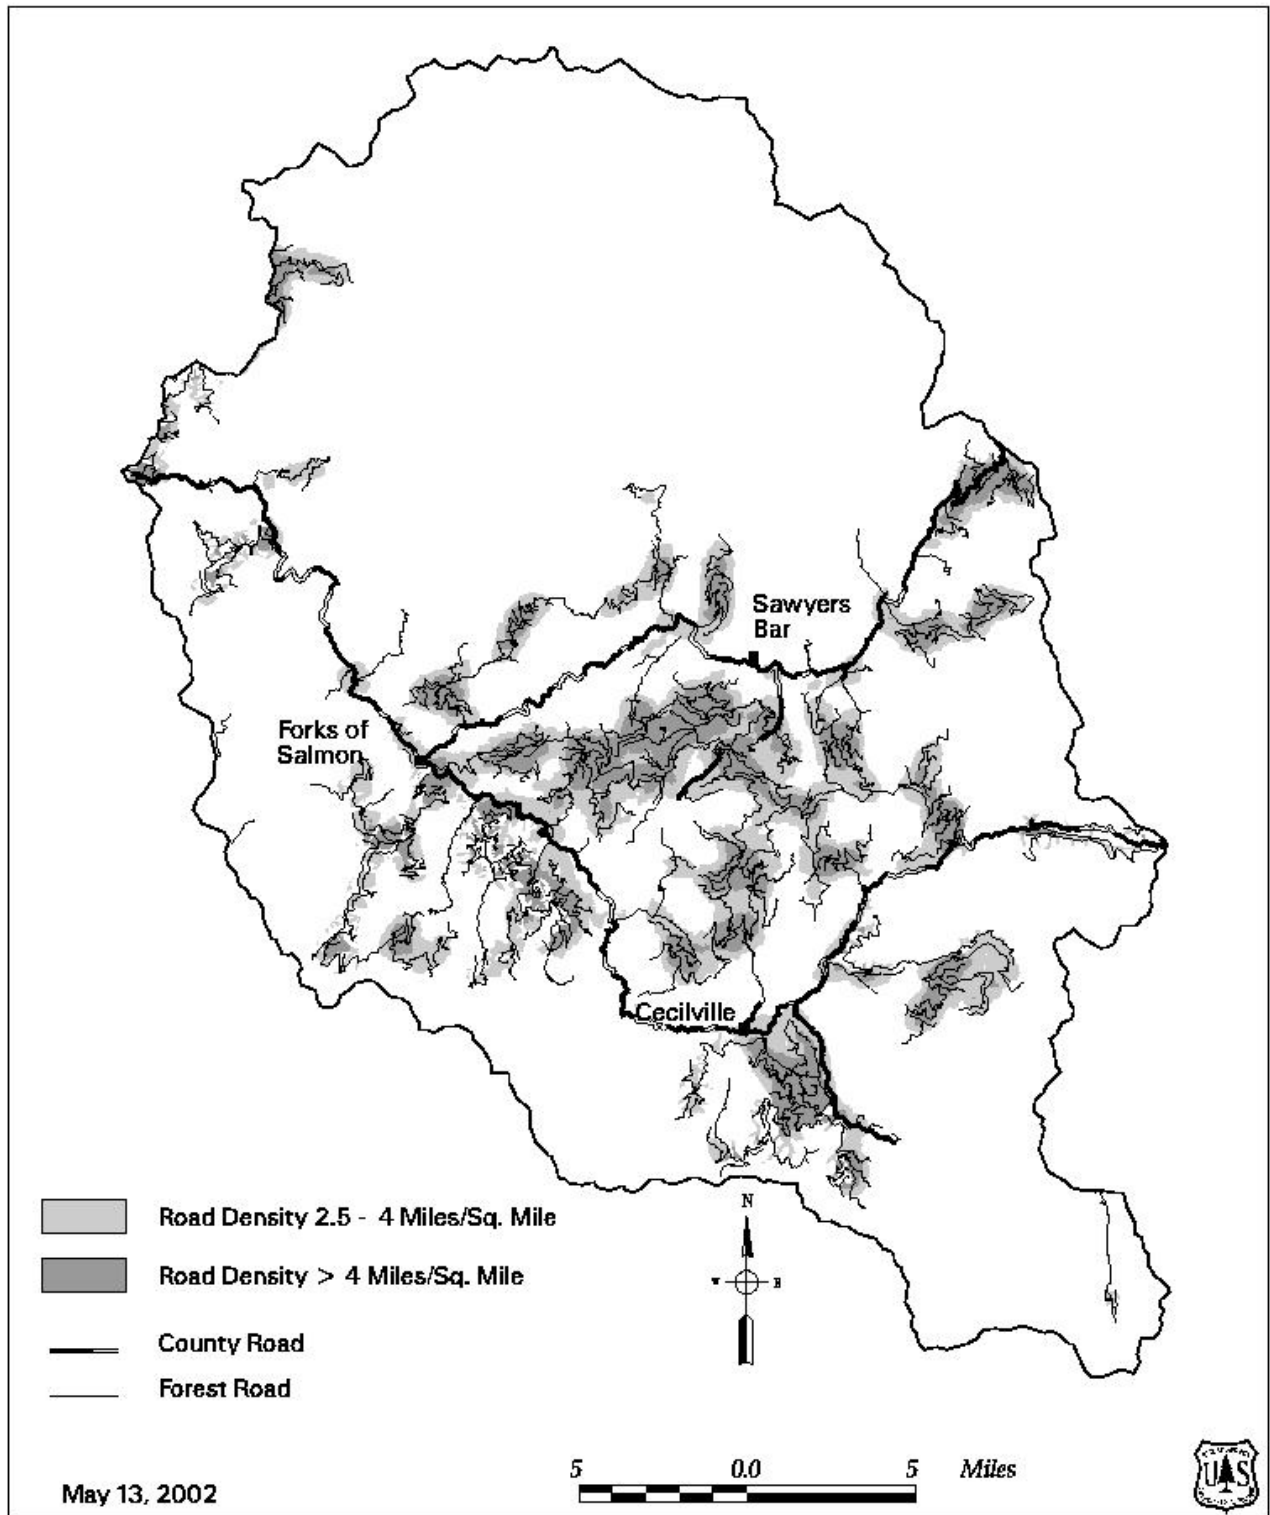 Sawyers
Bar
Forks of
Salmon
Cecilville
Road Density 2.5 - 4 Miles/Sq. Mile
Road Density > 4 Miles/Sq. Mile
County Road
Forest Road
N
W
E
5 0.0 5 Miles
May 13, 2002
U S